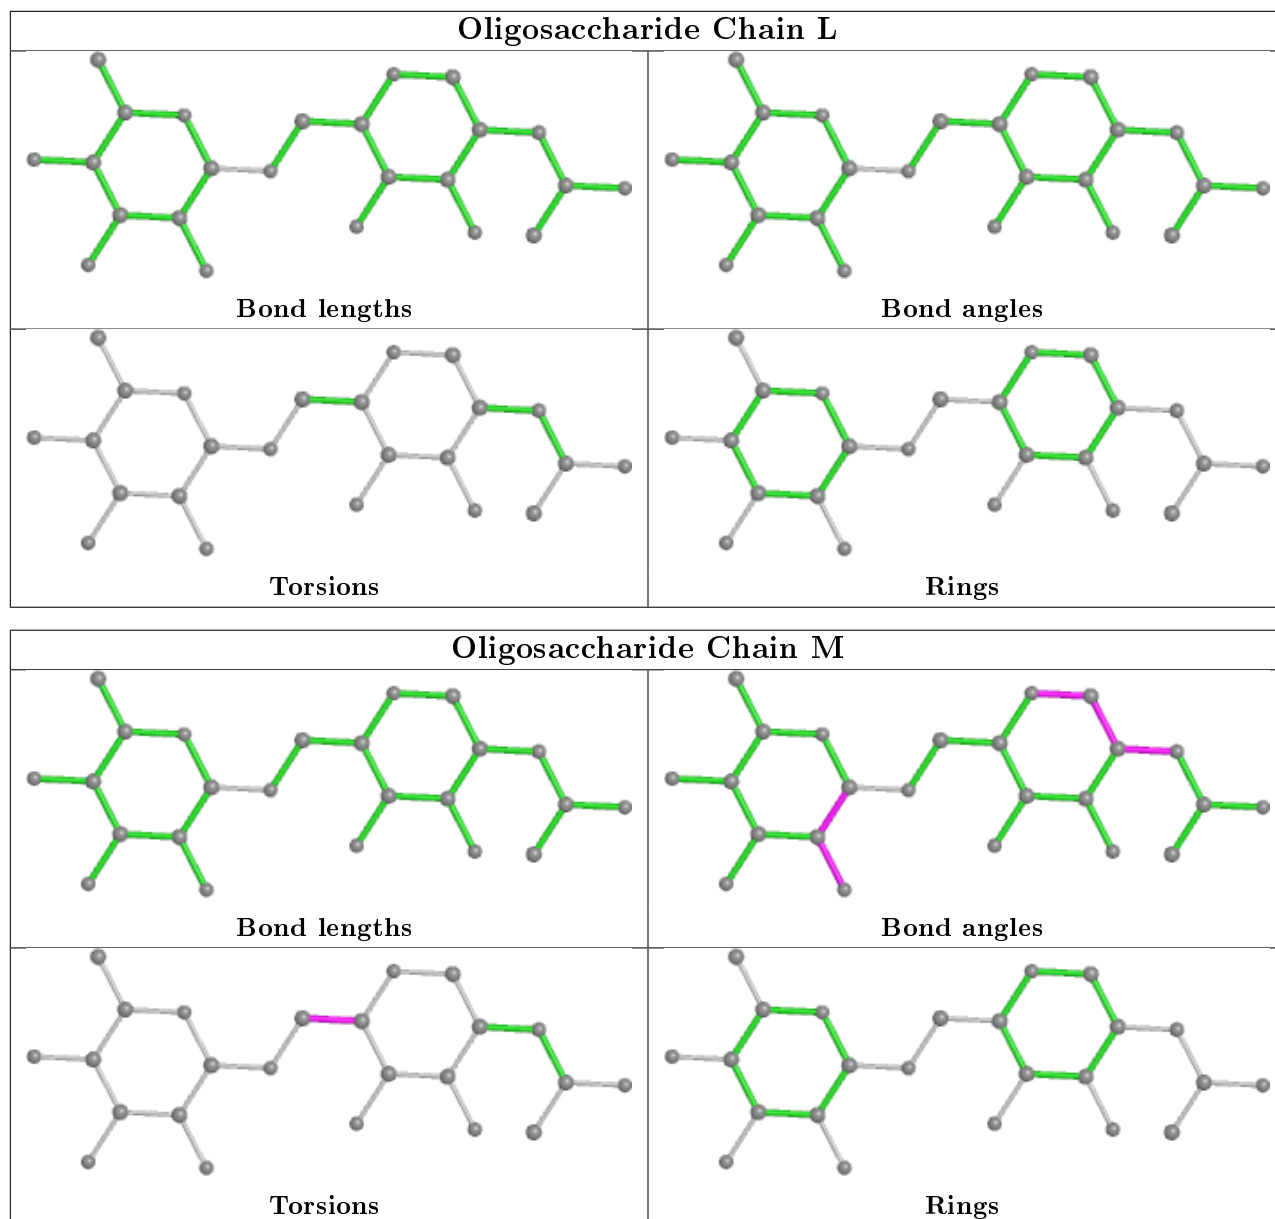 Oligosaccharide Chain L
Bond lengths
Bond angles
Torsions
Rings
Oligosaccharide Chain M
Bond lengths
Bond angles
Torsions
Rings